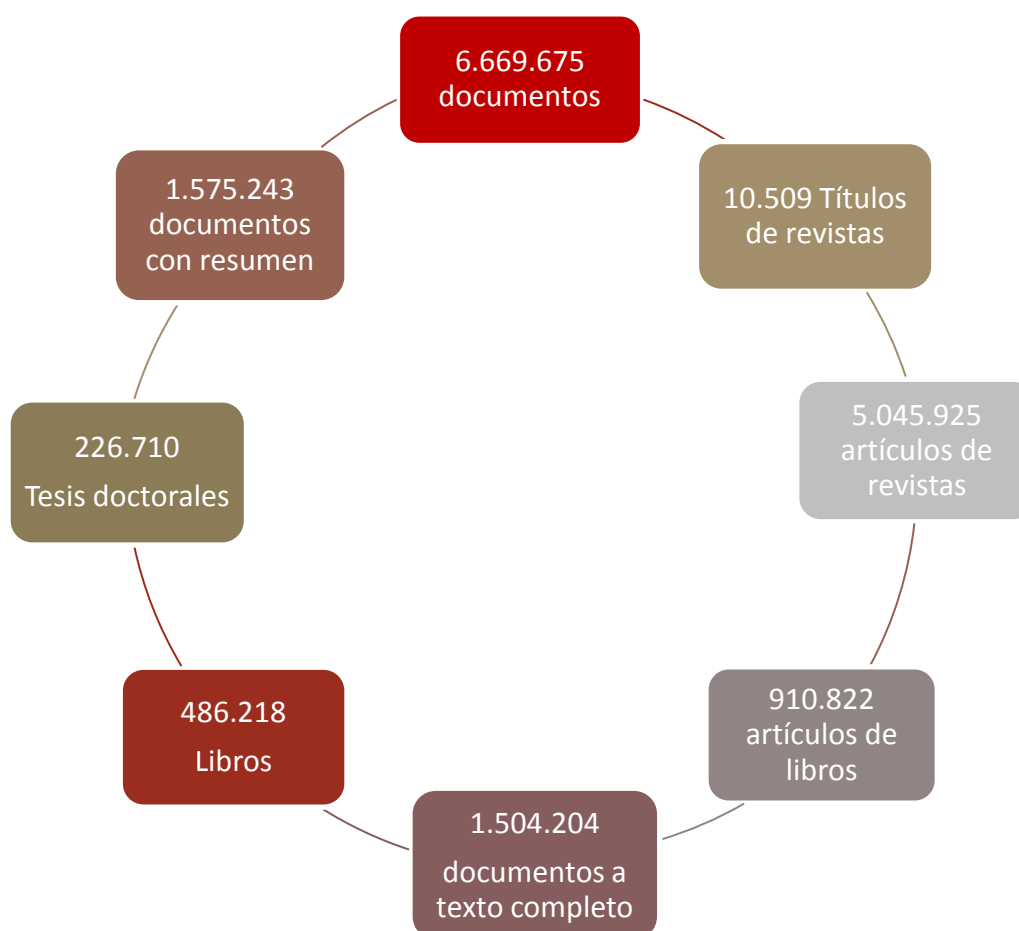 6.669.675
documentos
10.509 Títulos
de revistas
5.045.925
artículos de
revistas
910.822
artículos de
libros
1.504.204
documentos a
texto completo
486.218
Libros
226.710
Tesis doctorales
1.575.243
documentos
con resumen